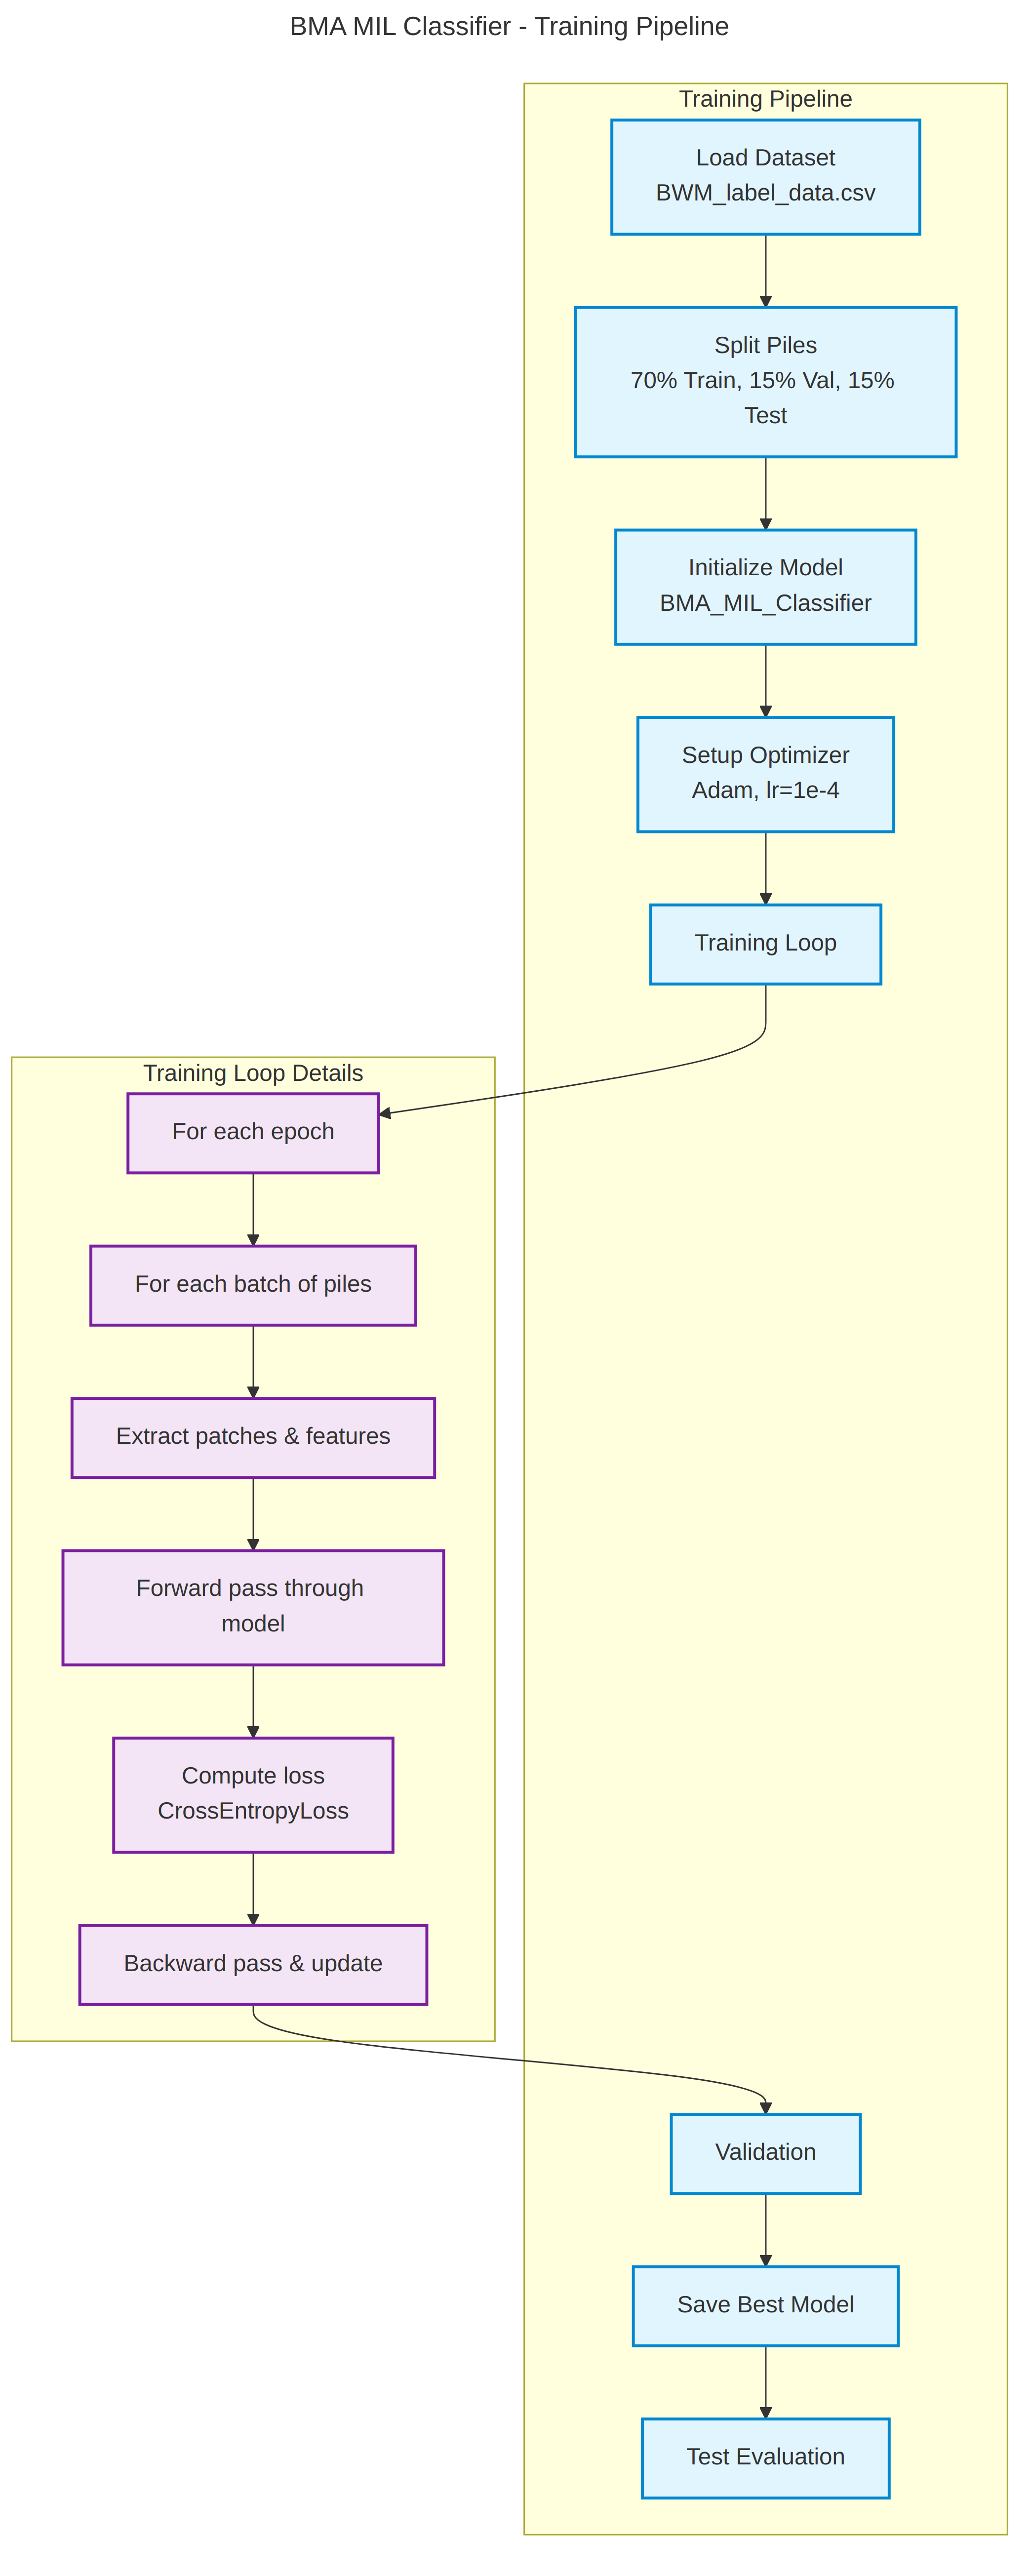 BMA MIL Classifier - Training Pipeline
Training Pipeline
Load Dataset
BWM_label_data.csv
Split Piles
70% Train, 15% Val, 15%
Test
Initialize Model
BMA_MIL_Classifier
Setup Optimizer
Adam, lr=1e-4
Training Loop
Training Loop Details
For each epoch
For each batch of piles
Extract patches & features
Forward pass through
model
Compute loss
CrossEntropyLoss
Backward pass & update
Validation
Save Best Model
Test Evaluation